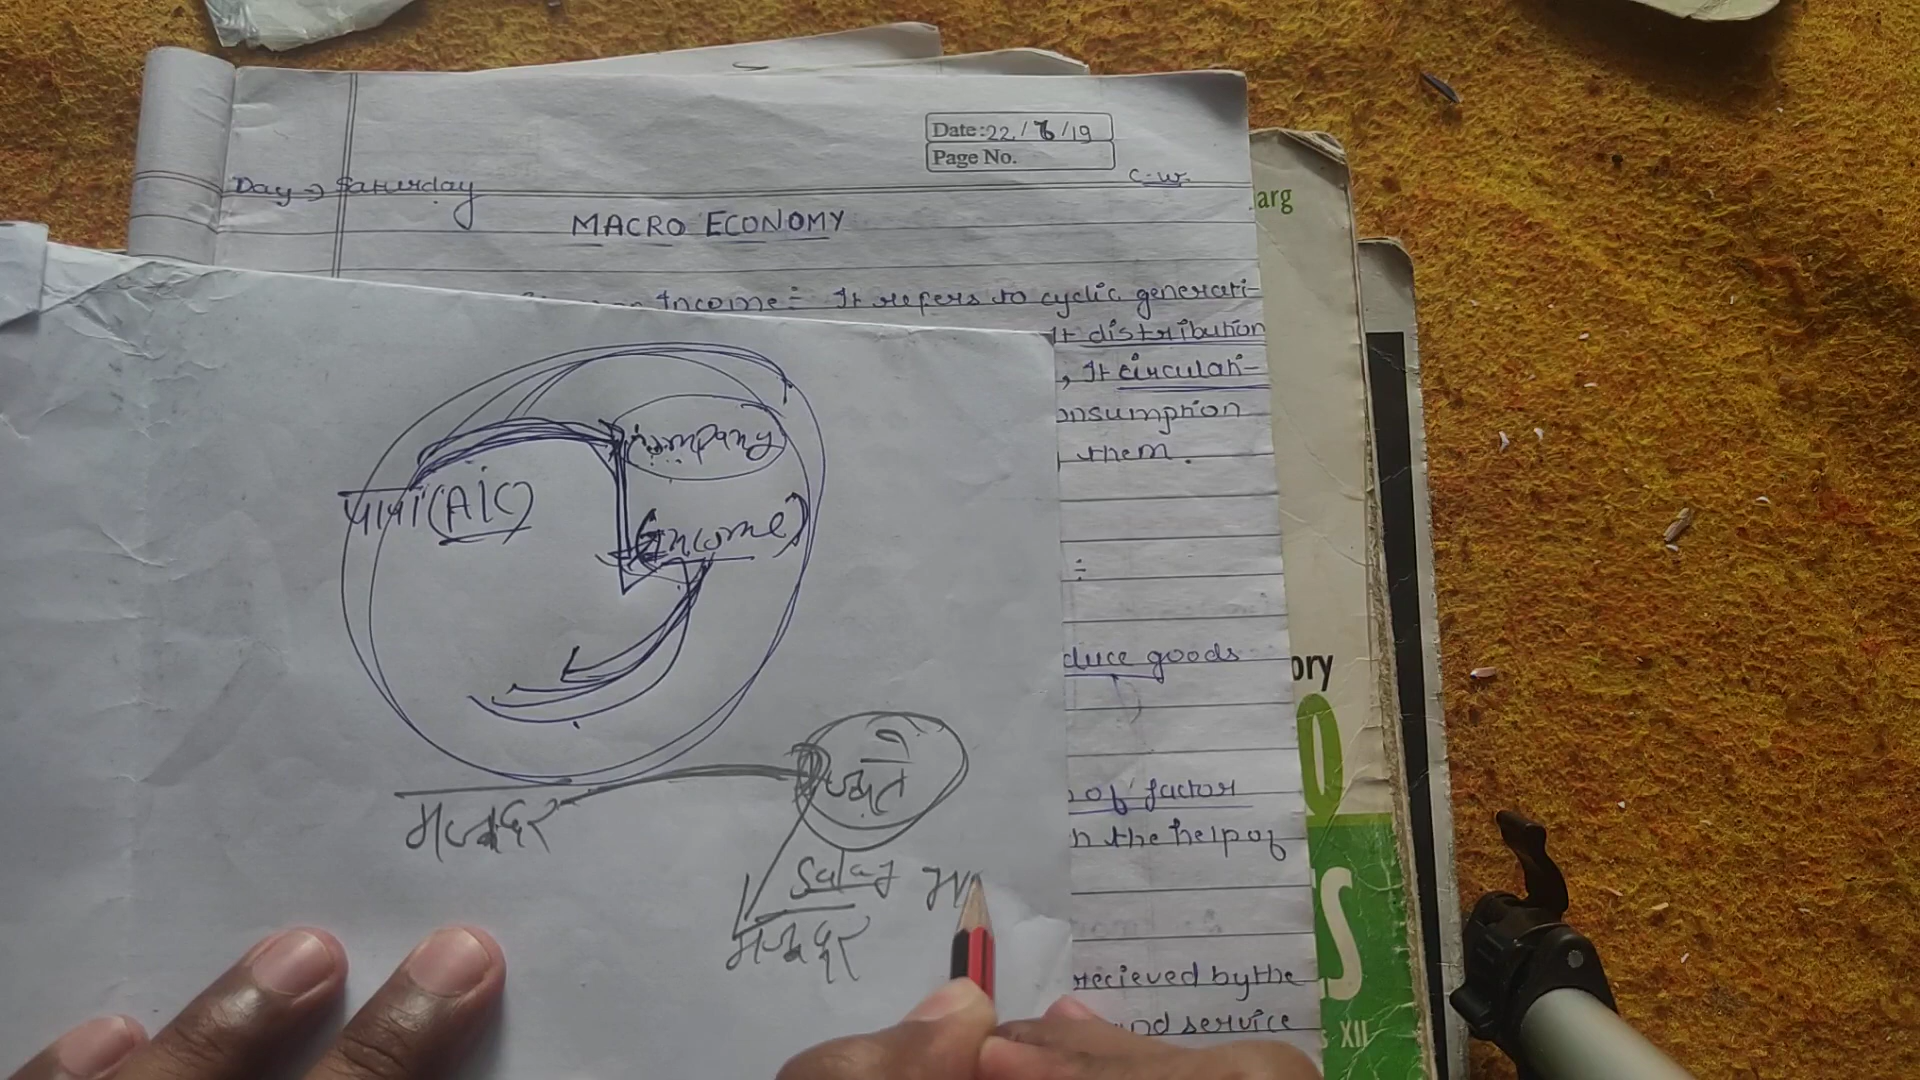 Date: 22/6/19
Page No.
Day → Saturday
C.W.
MACRO ECONOMY
Income:- It refers to cyclic generati-
It distribution
, It circulati-
onsumption
them.
:-
duce goods
of factor
the help of
recieved by the
nd service
company
पापा (A/C)
(Income)
मजदूर
Salary
मजदूर
arg
ory
XII